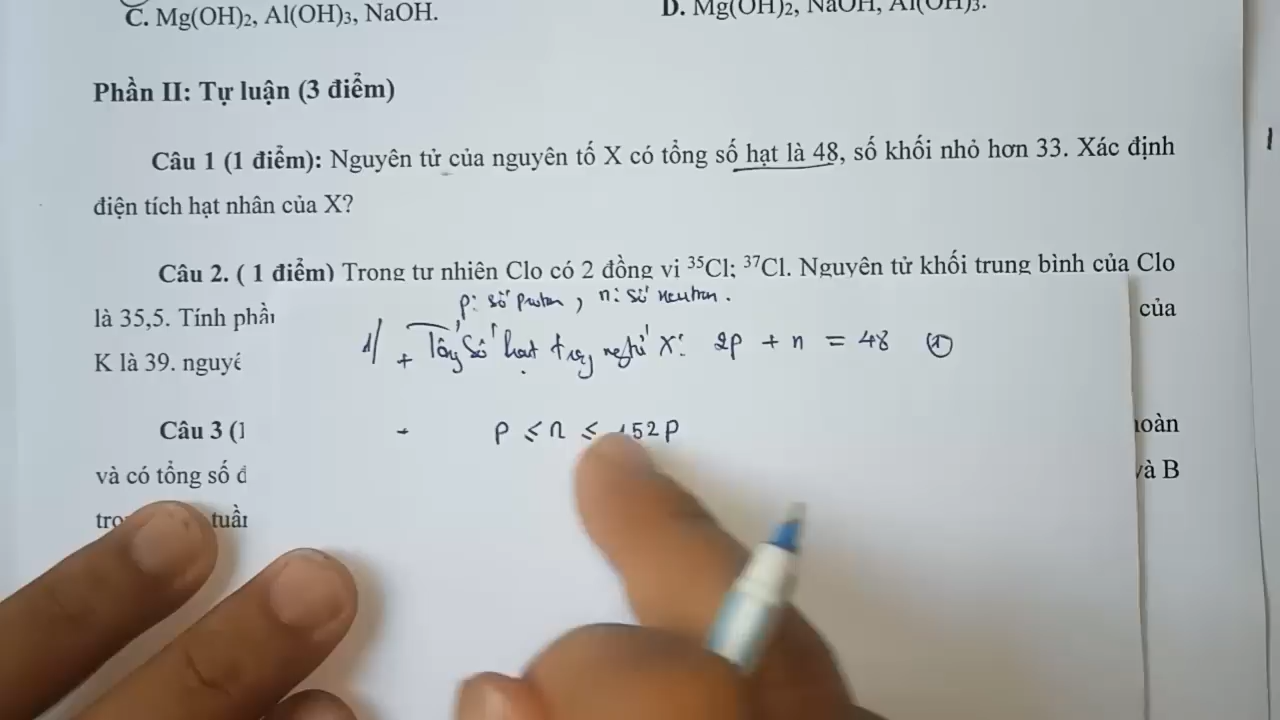 C. Mg(OH)₂, Al(OH)₃, NaOH.
D. Mg(OH)₂, NaOH, Al(OH)₃.
Phần II: Tự luận (3 điểm)
Câu 1 (1 điểm): Nguyên tử của nguyên tố X có tổng số hạt là 48, số khối nhỏ hơn 33. Xác định
điện tích hạt nhân của X?
Câu 2. ( 1 điểm) Trong tự nhiên Clo có 2 đồng vị ³⁵Cl; ³⁷Cl. Nguyên tử khối trung bình của Clo
là 35,5. Tính phần của
p: số proton, n: số neutron.
1/ + Tổng số hạt trong ngtử X: 2p + n = 48 ①
K là 39. nguyê
Câu 3 (1 hoàn
- p ≤ n ≤ 1,52p
và có tổng số đ và B
tuần